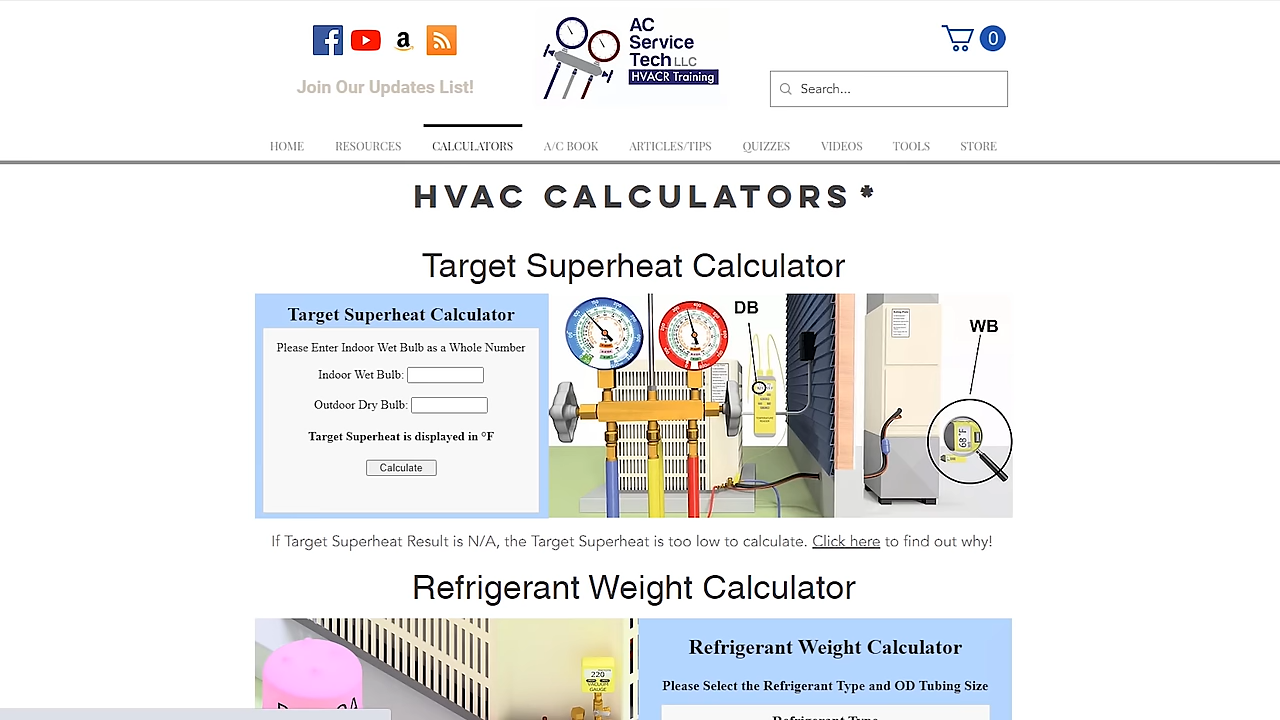 AC
Service
Tech LLC
HVACR Training
0
Join Our Updates List!
Search...
HOME RESOURCES CALCULATORS A/C BOOK ARTICLES/TIPS QUIZZES VIDEOS TOOLS STORE
HVAC CALCULATORS*
Target Superheat Calculator
Target Superheat Calculator
Please Enter Indoor Wet Bulb as a Whole Number
Indoor Wet Bulb:
Outdoor Dry Bulb:
Target Superheat is displayed in °F
Calculate
DB
WB
68 °F
If Target Superheat Result is N/A, the Target Superheat is too low to calculate. Click here to find out why!
Refrigerant Weight Calculator
220
VACUUM
GAUGE
Refrigerant Weight Calculator
Please Select the Refrigerant Type and OD Tubing Size
Refrigerant Type